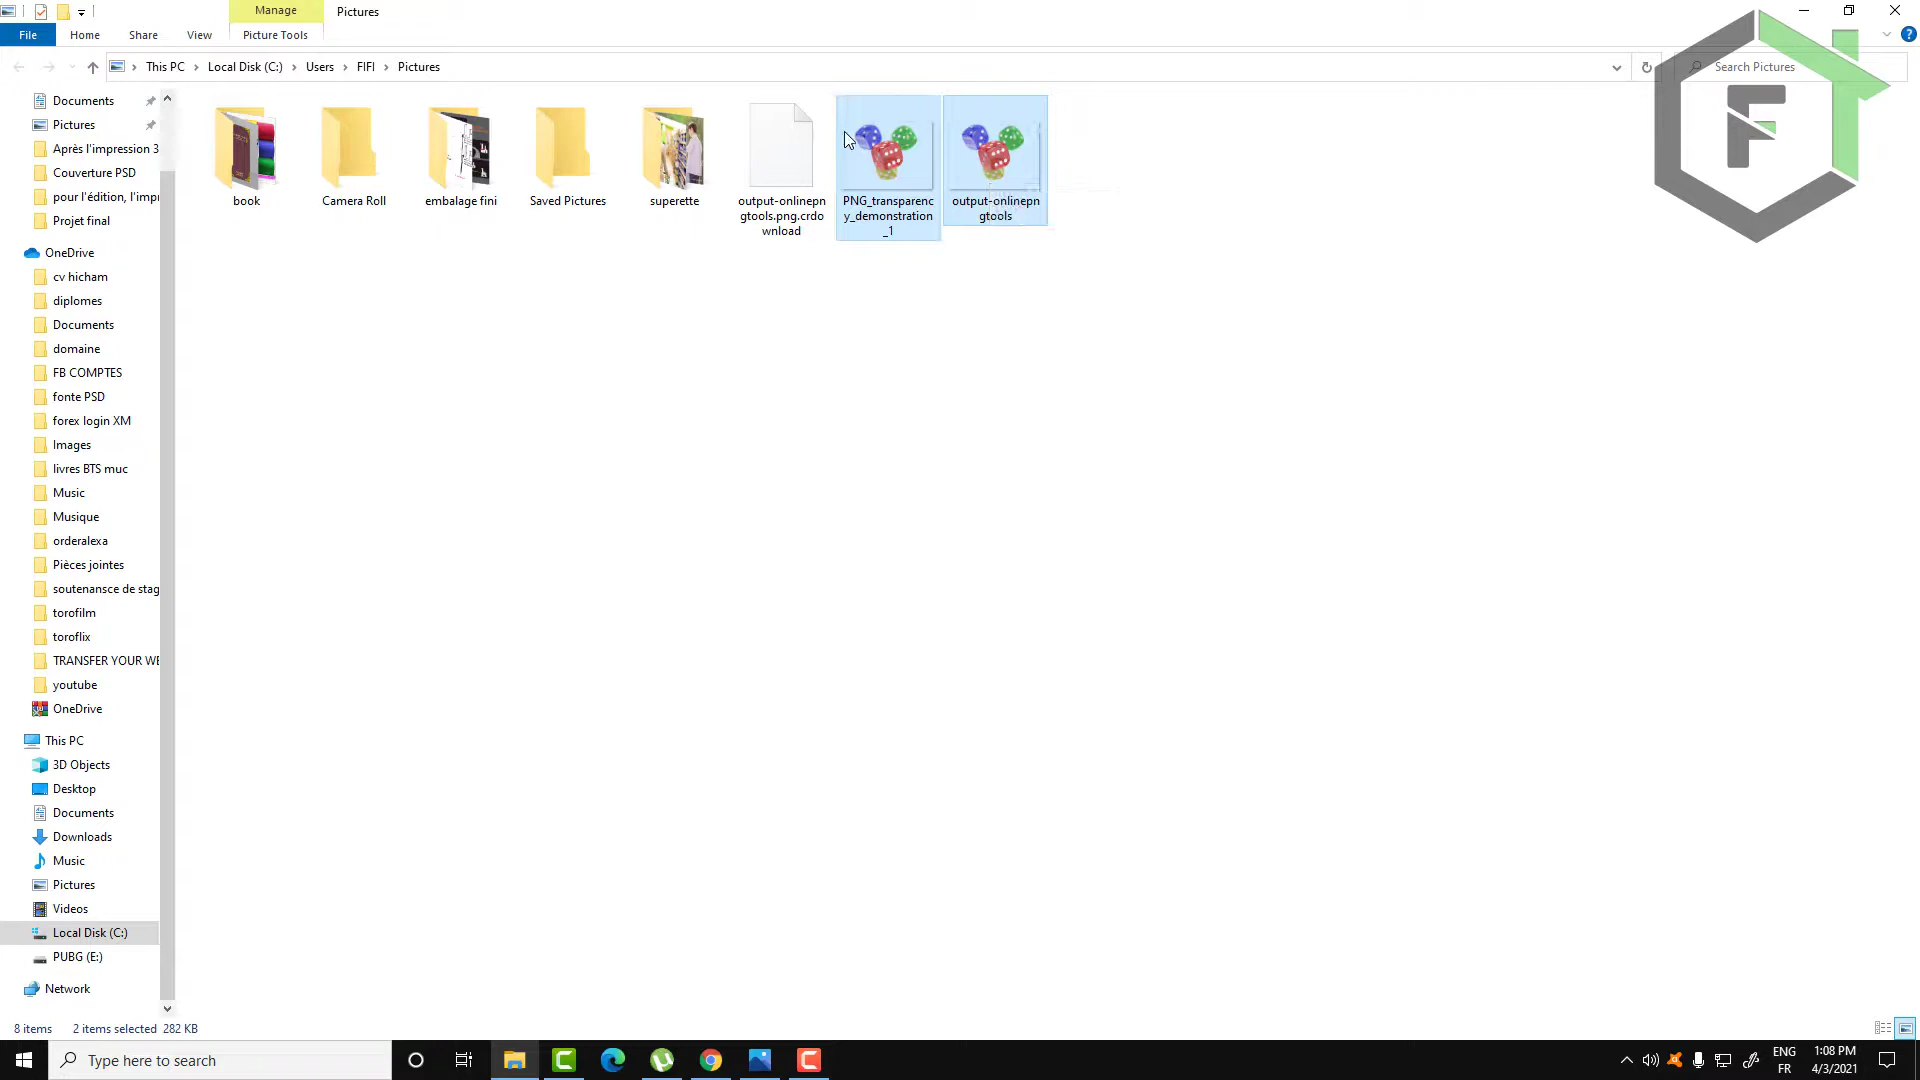 Manage
Pictures
File
Home
Share
View
Picture Tools
This PC
Local Disk (C:)
Users
FIFI
Pictures
Search Pictures
Documents
Pictures
Après l'impression 3
Couverture PSD
pour l'édition, l'impr
Projet final
OneDrive
cv hicham
diplomes
Documents
domaine
FB COMPTES
fonte PSD
forex login XM
Images
livres BTS muc
Music
Musique
orderalexa
Pièces jointes
soutenansce de stag
torofilm
toroflix
TRANSFER YOUR WE
youtube
OneDrive
This PC
3D Objects
Desktop
Documents
Downloads
Music
Pictures
Videos
Local Disk (C:)
PUBG (E:)
Network
book
Camera Roll
embalage fini
Saved Pictures
superette
output-onlinepn
gtools.png.crdo
wnload
PNG_transparenc
y_demonstration
_1
output-onlinepn
gtools
F
8 items
2 items selected 282 KB
Type here to search
ENG
FR
1:08 PM
4/3/2021